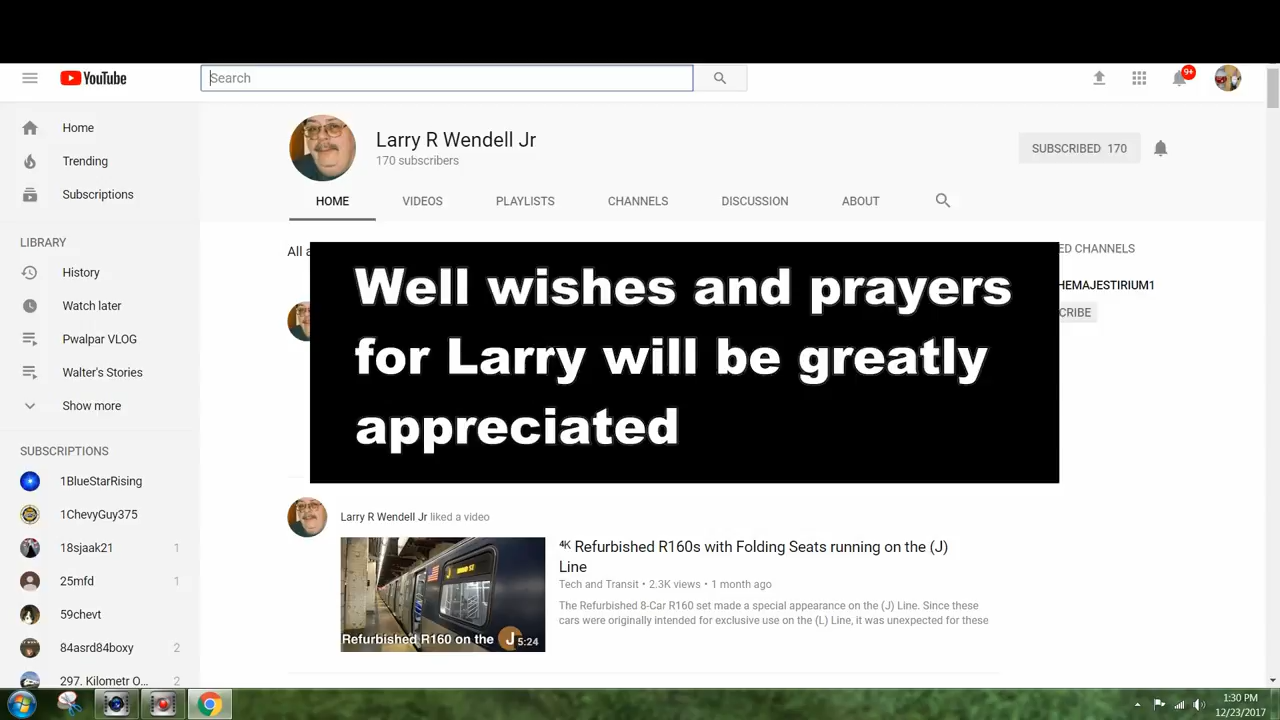 YouTube
Search
9+
Home
Trending
Subscriptions
LIBRARY
History
Watch later
Pwalpar VLOG
Walter's Stories
Show more
SUBSCRIPTIONS
1BlueStarRising
1ChevyGuy375
18sjaak21 1
25mfd 1
59chevt
84asrd84boxy 2
297. Kilometr O... 2
Larry R Wendell Jr
170 subscribers
SUBSCRIBED 170
HOME VIDEOS PLAYLISTS CHANNELS DISCUSSION ABOUT
All a
ED CHANNELS
HEMAJESTIRIUM1
CRIBE
Well wishes and prayers
for Larry will be greatly
appreciated
Larry R Wendell Jr liked a video
Refurbished R160 on the J 5:24
4K Refurbished R160s with Folding Seats running on the (J)
Line
Tech and Transit • 2.3K views • 1 month ago
The Refurbished 8-Car R160 set made a special appearance on the (J) Line. Since these
cars were originally intended for exclusive use on the (L) Line, it was unexpected for these
1:30 PM
12/23/2017